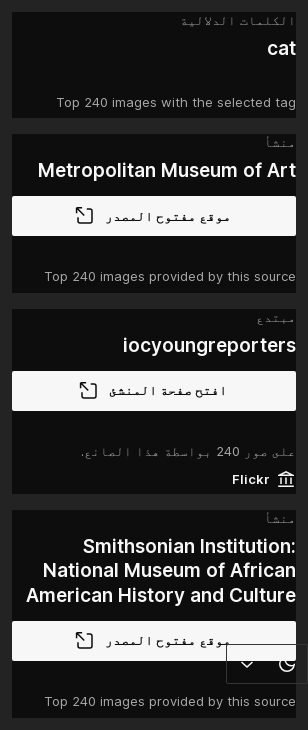 الكلمات الدلالية
cat
Top 240 images with the selected tag
منشأ
Metropolitan Museum of Art
موقع مفتوح المصدر
Top 240 images provided by this source
مبتدع
iocyoungreporters
افتح صفحة المنشئ
على صور 240 بواسطة هذا الصانع.
Flickr
منشأ
Smithsonian Institution:
National Museum of African
American History and Culture
موقع مفتوح المصدر
Top 240 images provided by this source